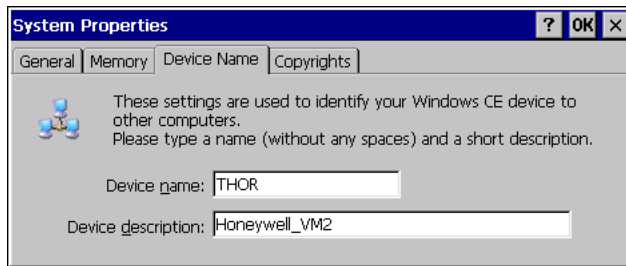 System Properties ? OK ×
General Memory Device Name Copyrights
These settings are used to identify your Windows CE device to
other computers.
Please type a name (without any spaces) and a short description.
Device name: THOR
Device description: Honeywell_VM2